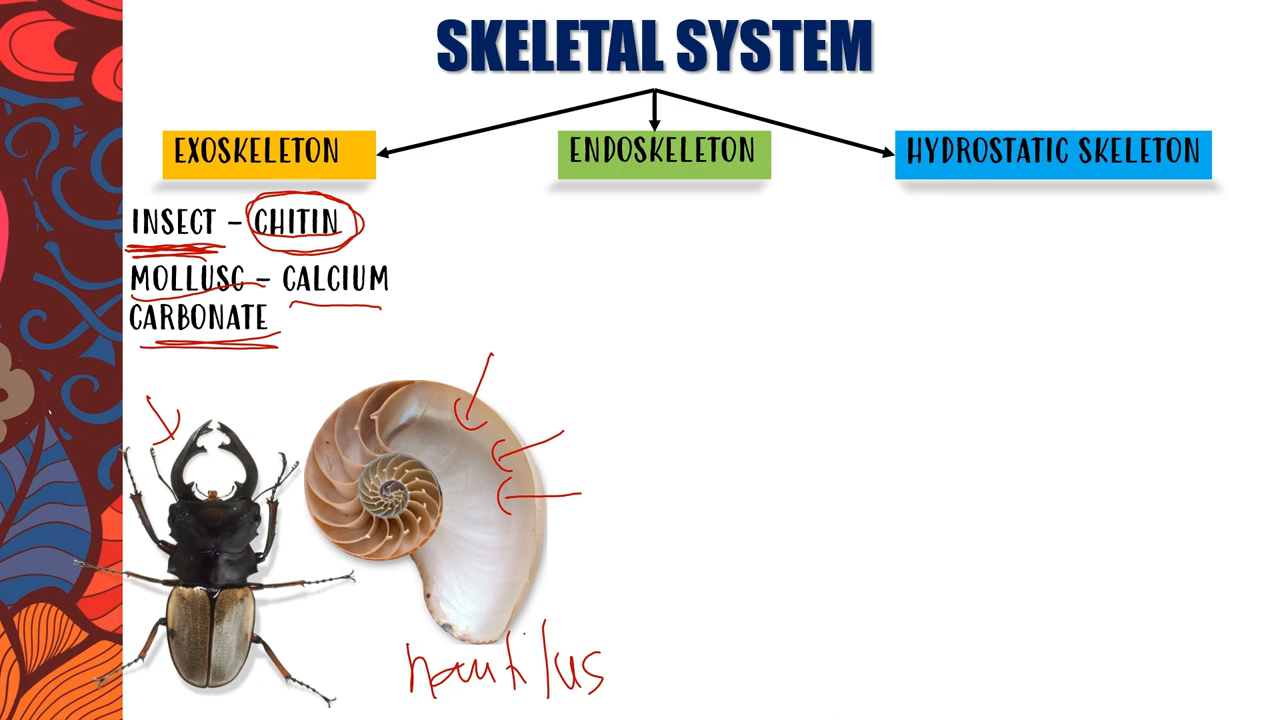 SKELETAL SYSTEM
EXOSKELETON
ENDOSKELETON
HYDROSTATIC SKELETON
INSECT – CHITIN
MOLLUSC – CALCIUM
CARBONATE
nautilus